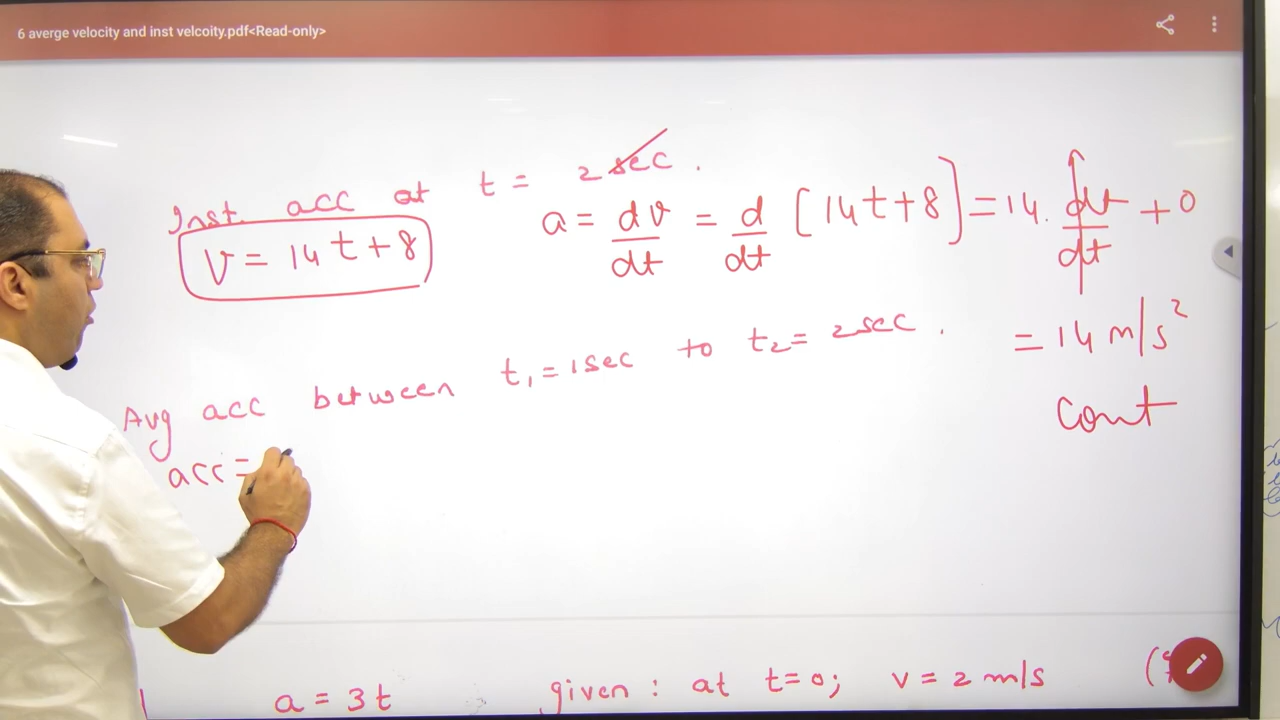 6 averge velocity and inst velcoity.pdf<Read-only>
Inst. acc at t = 2 sec.
V = 14t+8
a = dv/dt = d/dt [14t+8] = 14. dt/dt + 0
= 14 m/s²
cont
Avg acc between t₁=1sec to t₂= 2sec.
acc =
a = 3t given : at t=0; v = 2 m/s